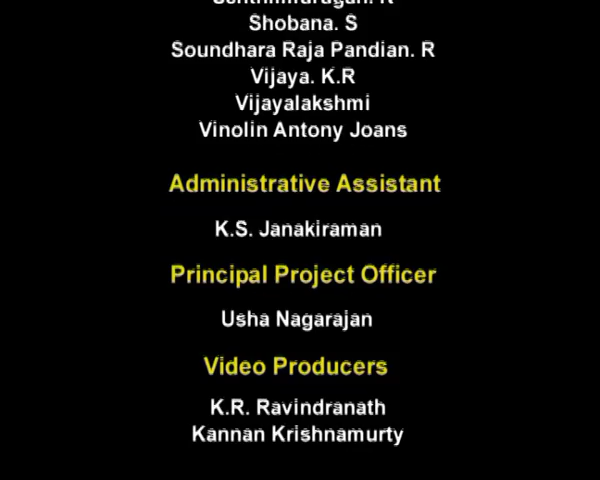 Shobana. S
Soundhara Raja Pandian. R
Vijaya. K.R
Vijayalakshmi
Vinolin Antony Joans
Administrative Assistant
K.S. Janakiraman
Principal Project Officer
Usha Nagarajan
Video Producers
K.R. Ravindranath
Kannan Krishnamurty